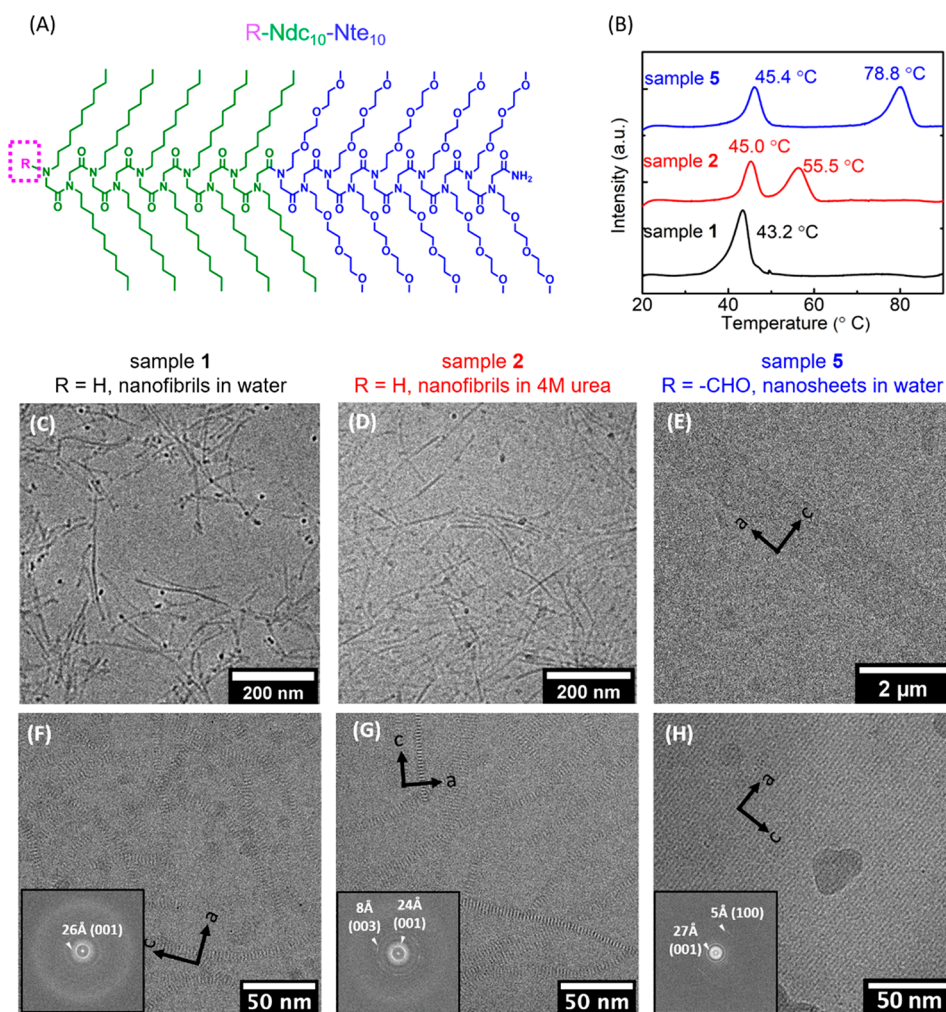 (A)
R-Ndc10-Nte10
R
N
O
NH2
(B)
Intensity (a.u.)
sample 5
45.4 °C
78.8 °C
sample 2
45.0 °C
55.5 °C
sample 1
43.2 °C
20 40 60 80
Temperature (° C)
sample 1
R = H, nanofibrils in water
sample 2
R = H, nanofibrils in 4M urea
sample 5
R = -CHO, nanosheets in water
(C)
200 nm
(D)
200 nm
(E)
a c
2 μm
(F)
c a
26Å (001)
50 nm
(G)
c
a
8Å
(003)
24Å
(001)
50 nm
(H)
a
c
5Å (100)
27Å
(001)
50 nm